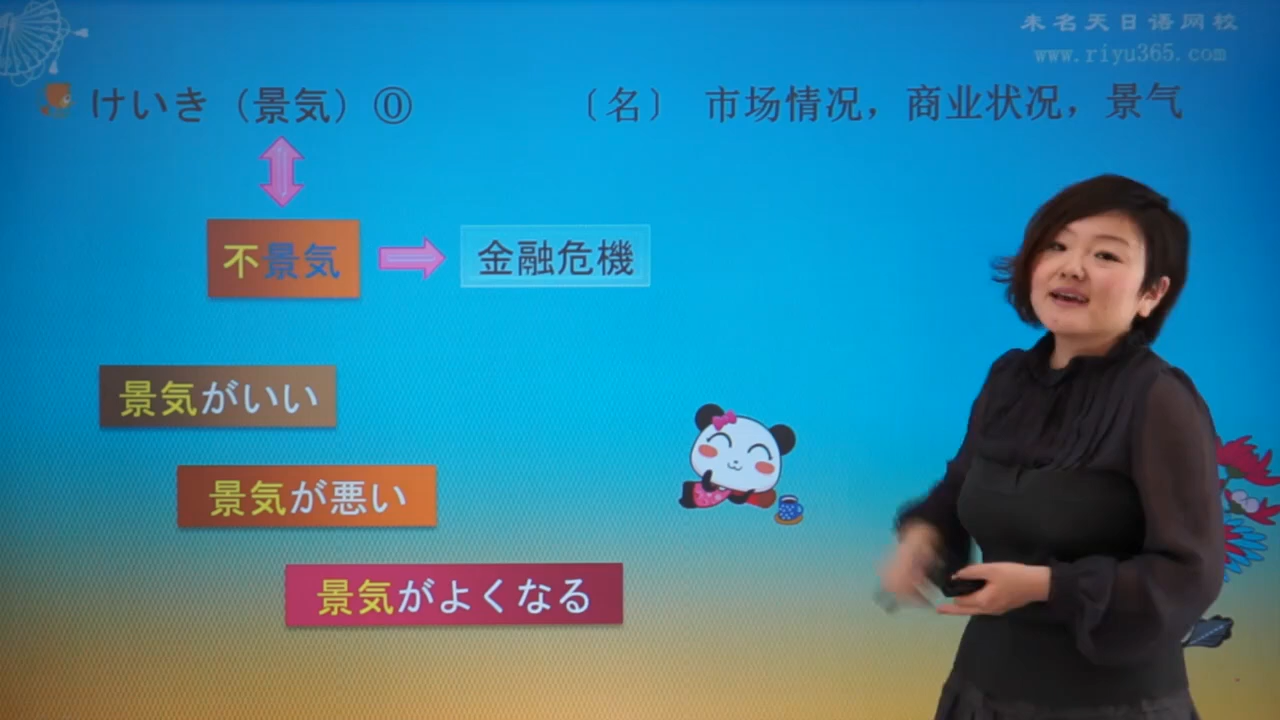 未名天日语网校
www.riyu365.com
けいき（景気）⓪ 〔名〕 市场情况，商业状况，景气
不景気
金融危機
景気がいい
景気が悪い
景気がよくなる